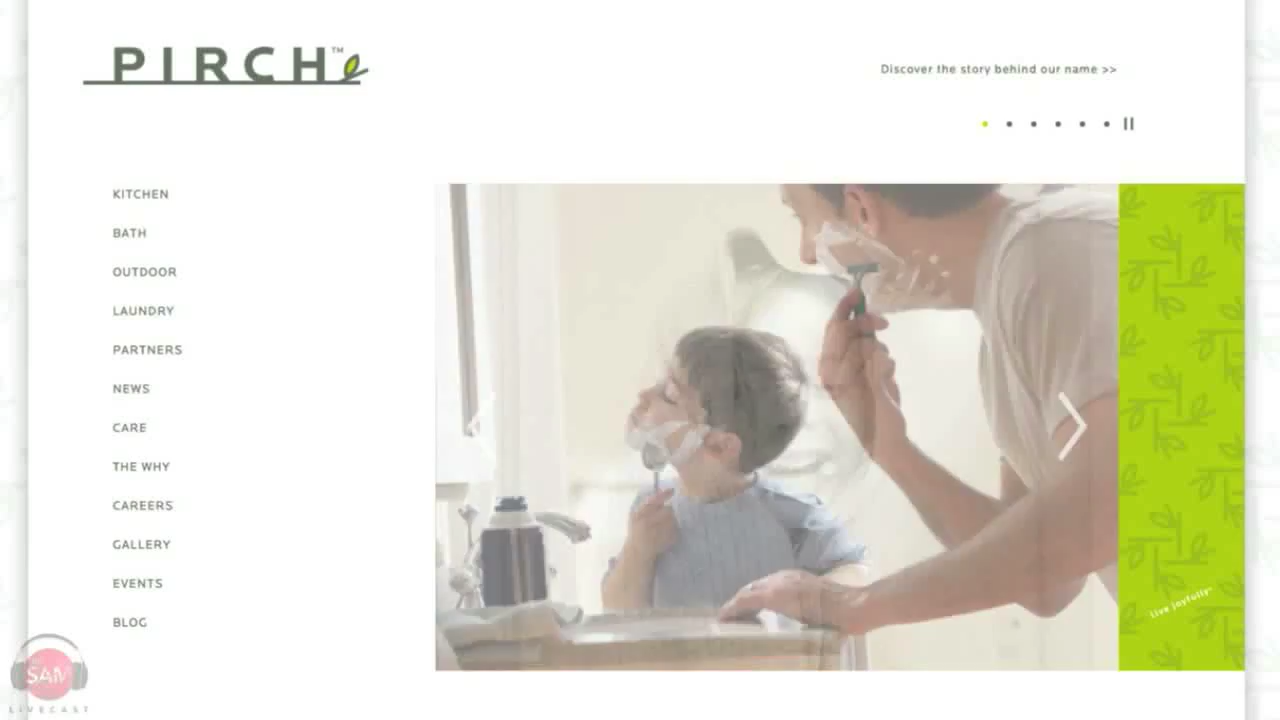 PIRCH™
Discover the story behind our name >>
KITCHEN
BATH
OUTDOOR
LAUNDRY
PARTNERS
NEWS
CARE
THE WHY
CAREERS
GALLERY
EVENTS
BLOG
Live joyfully™
SAM
LIVECAST